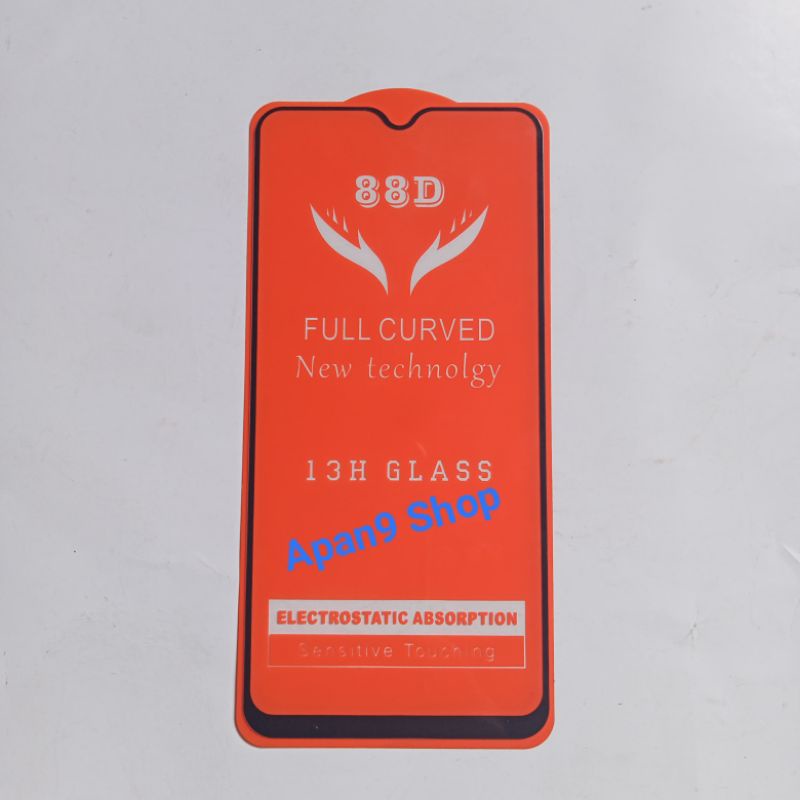 88D
FULL CURVED
New technolgy
13H GLASS
Apan9 Shop
ELECTROSTATIC ABSORPTION
Sensitive Touching